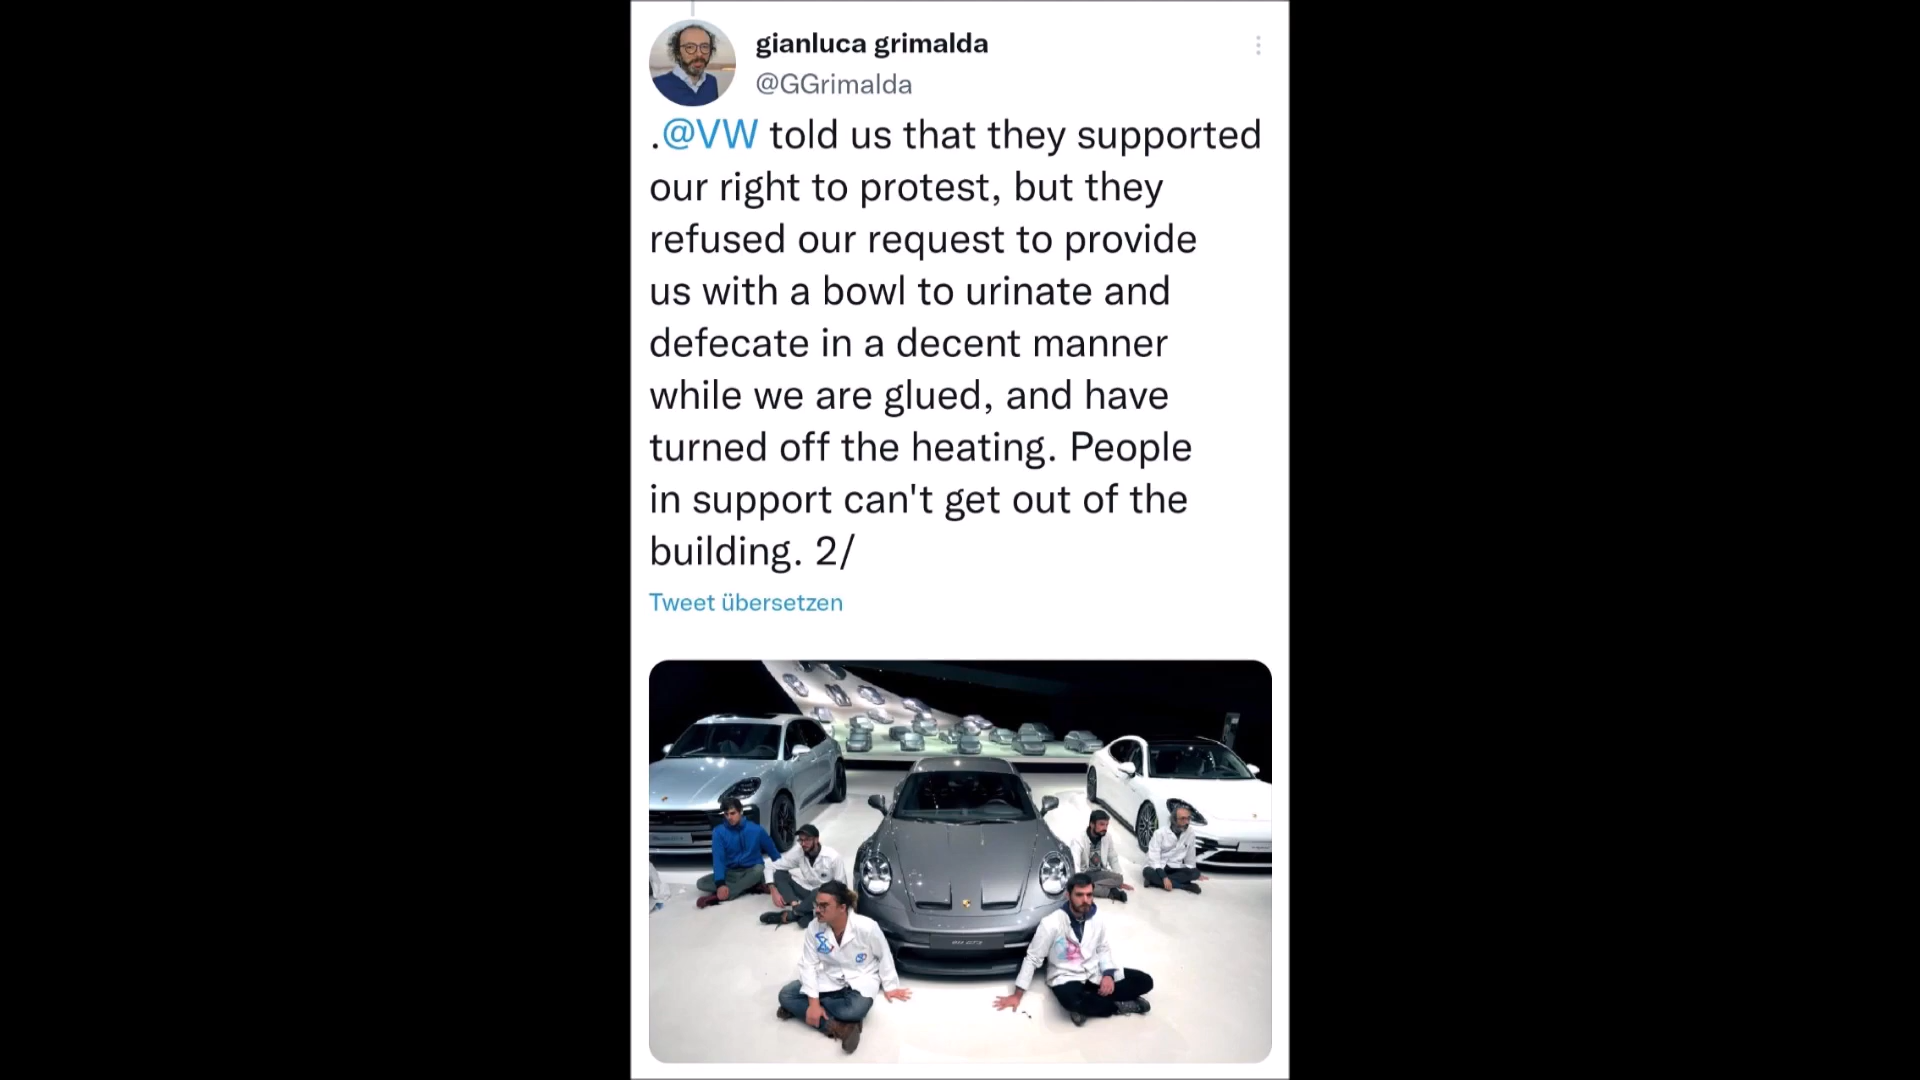 gianluca grimalda
@GGrimalda
.@VW told us that they supported
our right to protest, but they
refused our request to provide
us with a bowl to urinate and
defecate in a decent manner
while we are glued, and have
turned off the heating. People
in support can't get out of the
building. 2/
Tweet übersetzen